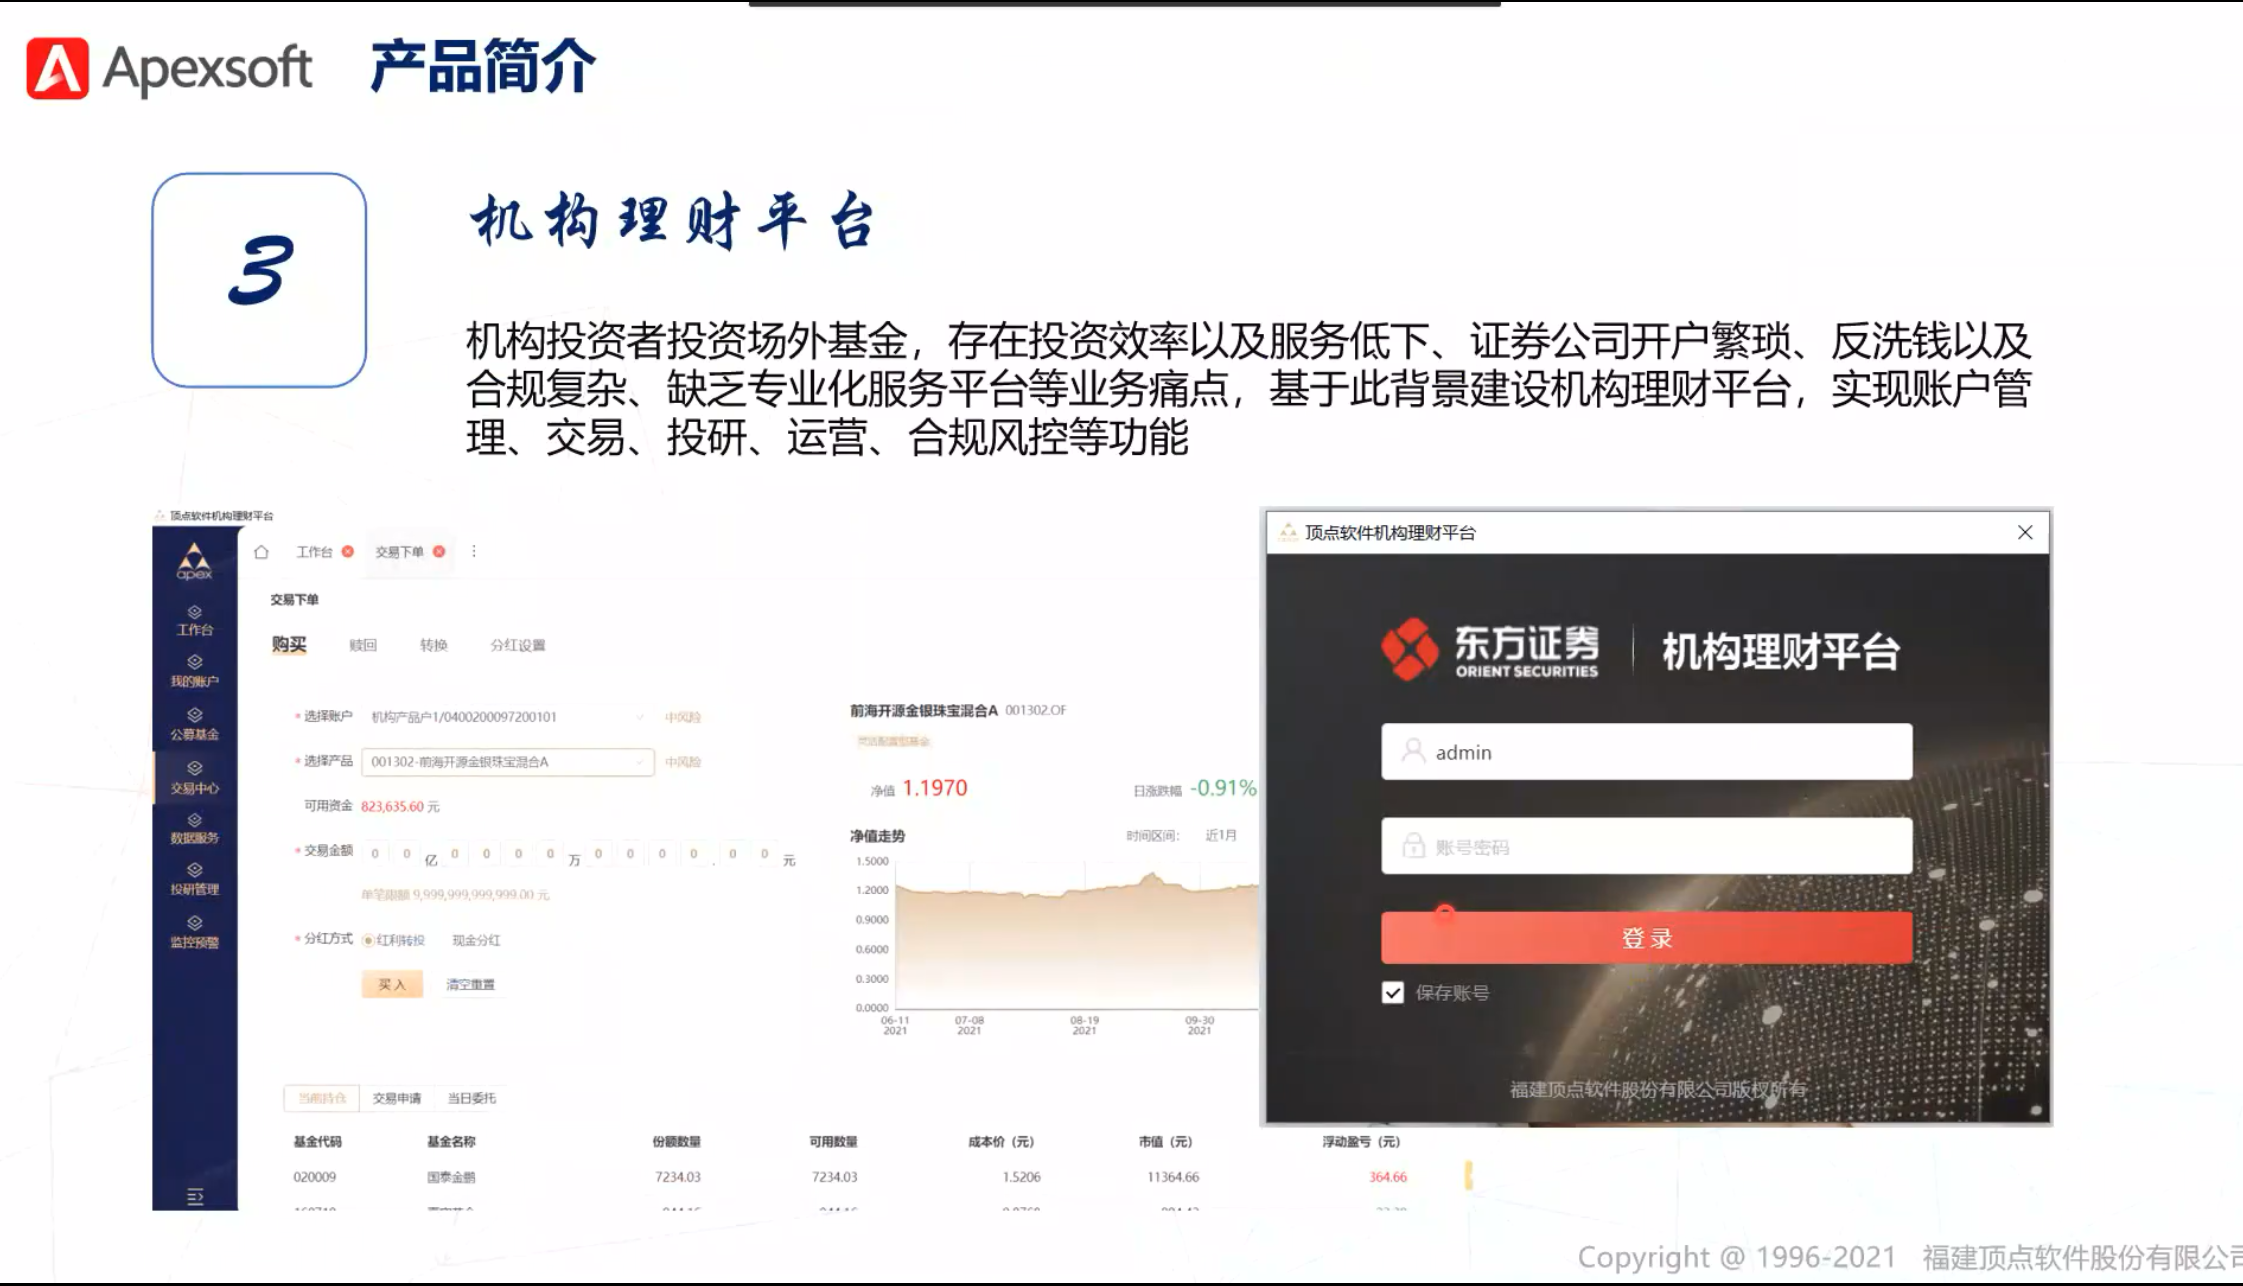 Apexsoft 产品简介
3
机构理财平台
机构投资者投资场外基金，存在投资效率以及服务低下、证券公司开户繁琐、反洗钱以及
合规复杂、缺乏专业化服务平台等业务痛点，基于此背景建设机构理财平台，实现账户管
理、交易、投研、运营、合规风控等功能
顶点软件机构理财平台
apex
工作台
我的账户
公募基金
交易中心
数据服务
投研管理
监控预警
工作台 交易下单
交易下单
购买 赎回 转换 分红设置
* 选择账户 机构产品户1/0400200097200101 中风险
* 选择产品 001302-前海开源金银珠宝混合A 中风险
可用资金 823,635.60 元
* 交易金额 0 0 亿 0 0 0 0 万 0 0 0 0 . 0 0 元
单笔限额 9,999,999,999,999.00 元
* 分红方式 红利转投 现金分红
买入 清空重置
前海开源金银珠宝混合A 001302.OF
灵活配置型基金
净值 1.1970 日涨跌幅 -0.91%
净值走势 时间区间： 近1月
1.5000
1.2000
0.9000
0.6000
0.3000
0.0000
06-11 07-08 08-19 09-30
2021 2021 2021 2021
当前持仓 交易申请 当日委托
基金代码 基金名称 份额数量 可用数量 成本价（元） 市值（元） 浮动盈亏（元）
020009 国泰金鹏 7234.03 7234.03 1.5206 11364.66 364.66
顶点软件机构理财平台
东方证券 机构理财平台
ORIENT SECURITIES
admin
账号密码
登录
保存账号
福建顶点软件股份有限公司版权所有
Copyright @ 1996-2021 福建顶点软件股份有限公司